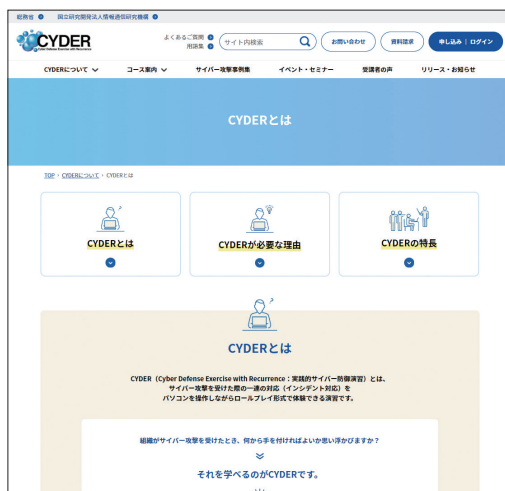 総務省 国立研究開発法人情報通信研究機構
CYDER
Cyber Defense Exercise with Recurrence
よくあるご質問
用語集
サイト内検索
お問い合わせ
資料請求
申し込み | ログイン
CYDERについて コース案内 サイバー攻撃事例集 イベント・セミナー 受講者の声 リリース・お知らせ
CYDERとは
TOP › CYDERについて › CYDERとは
CYDERとは
CYDERが必要な理由
CYDERの特長
CYDERとは
CYDER（Cyber Defense Exercise with Recurrence：実践的サイバー防御演習）とは、
サイバー攻撃を受けた際の一連の対応（インシデント対応）を
パソコンを操作しながらロールプレイ形式で体験できる演習です。
組織がサイバー攻撃を受けたとき、何から手を付ければよいか思い浮かびますか？
それを学べるのがCYDERです。